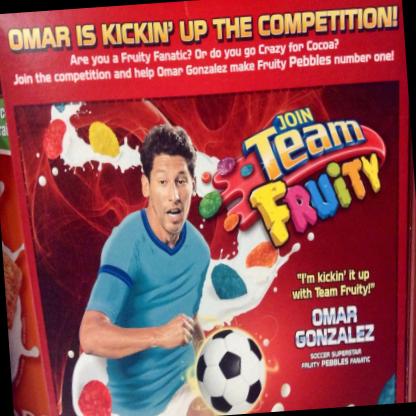 OMAR IS KICKIN' UP THE COMPETITION!
Are you a Fruity Fanatic? Or do you go Crazy for Cocoa?
Join the competition and help Omar Gonzalez make Fruity Pebbles number one!
JOIN
Team
FRUITY
"I'm kickin' it up
with Team Fruity!"
OMAR
GONZALEZ
SOCCER SUPERSTAR
FRUITY PEBBLES FANATIC